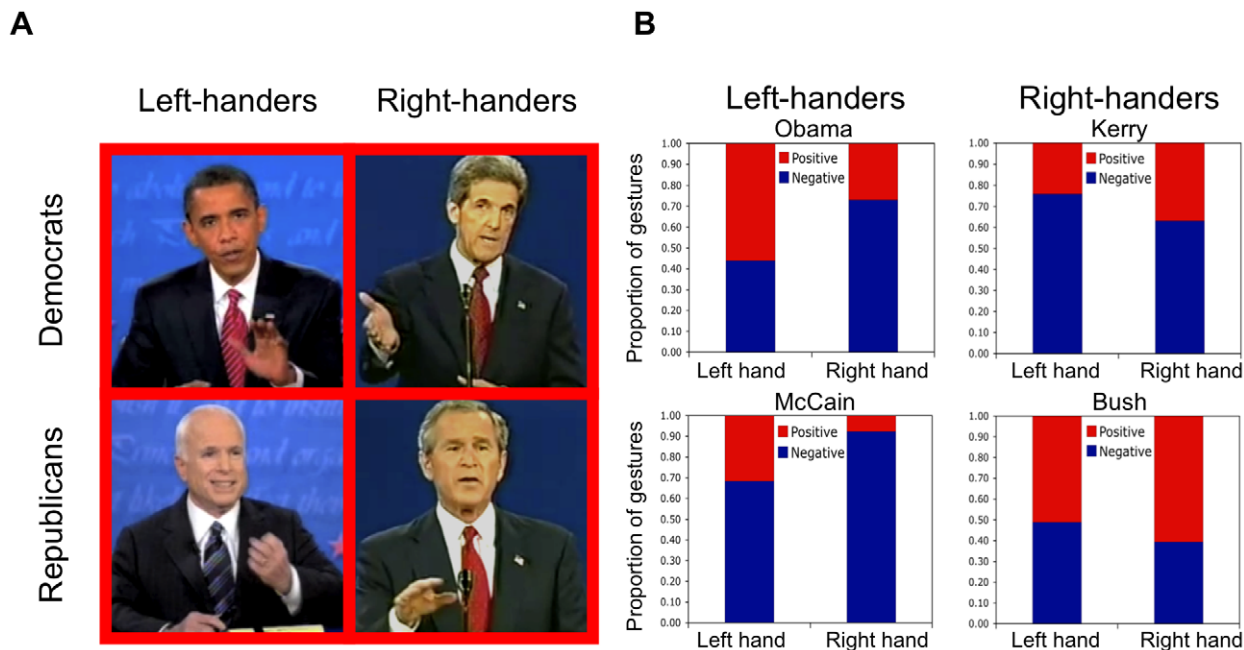 A
Left-handers Right-handers
Democrats
Republicans
B
Left-handers Right-handers
Obama
Proportion of gestures
1.00
0.90
0.80
0.70
0.60
0.50
0.40
0.30
0.20
0.10
0.00
Positive
Negative
Left hand Right hand
Kerry
1.00
0.90
0.80
0.70
0.60
0.50
0.40
0.30
0.20
0.10
0.00
Positive
Negative
Left hand Right hand
McCain
Proportion of gestures
1.00
0.90
0.80
0.70
0.60
0.50
0.40
0.30
0.20
0.10
0.00
Positive
Negative
Left hand Right hand
Bush
1.00
0.90
0.80
0.70
0.60
0.50
0.40
0.30
0.20
0.10
0.00
Positive
Negative
Left hand Right hand